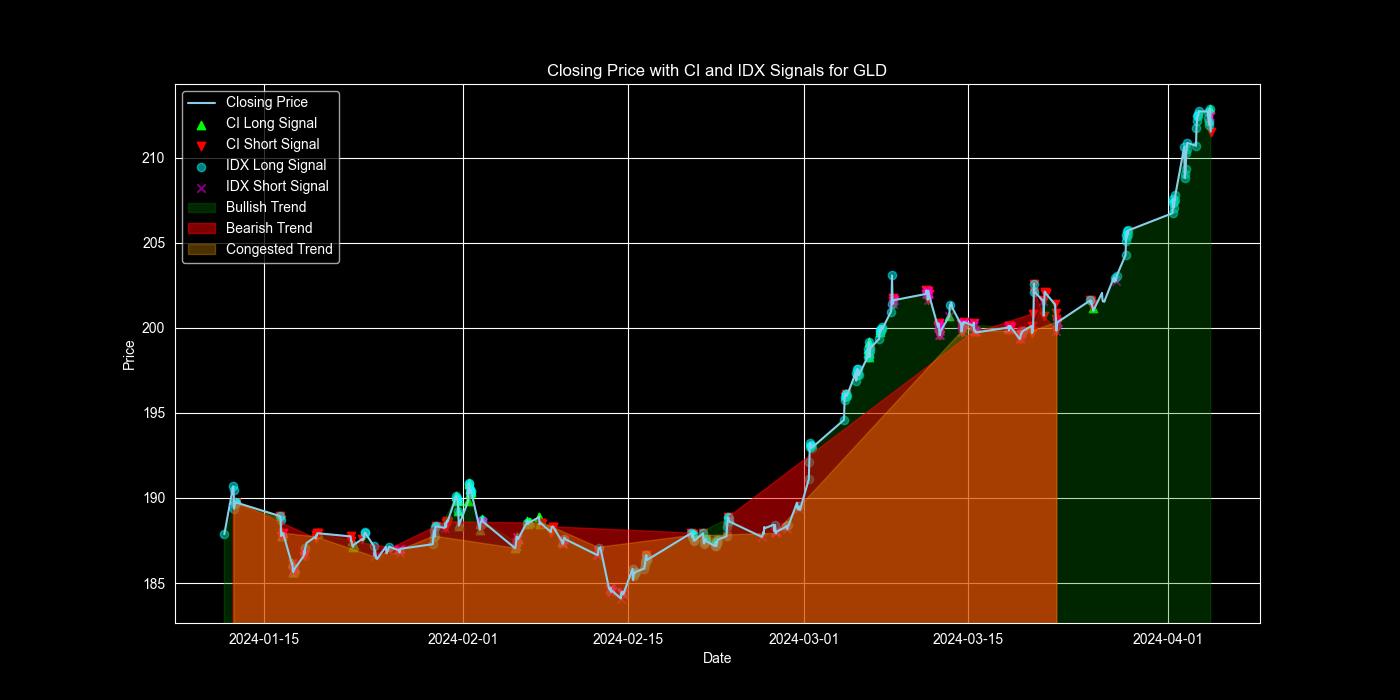 Closing Price with CI and IDX Signals for GLD
Closing Price
CI Long Signal
CI Short Signal
IDX Long Signal
IDX Short Signal
Bullish Trend
Bearish Trend
Congested Trend
210
205
200
195
190
185
Price
2024-01-15
2024-02-01
2024-02-15
2024-03-01
2024-03-15
2024-04-01
Date